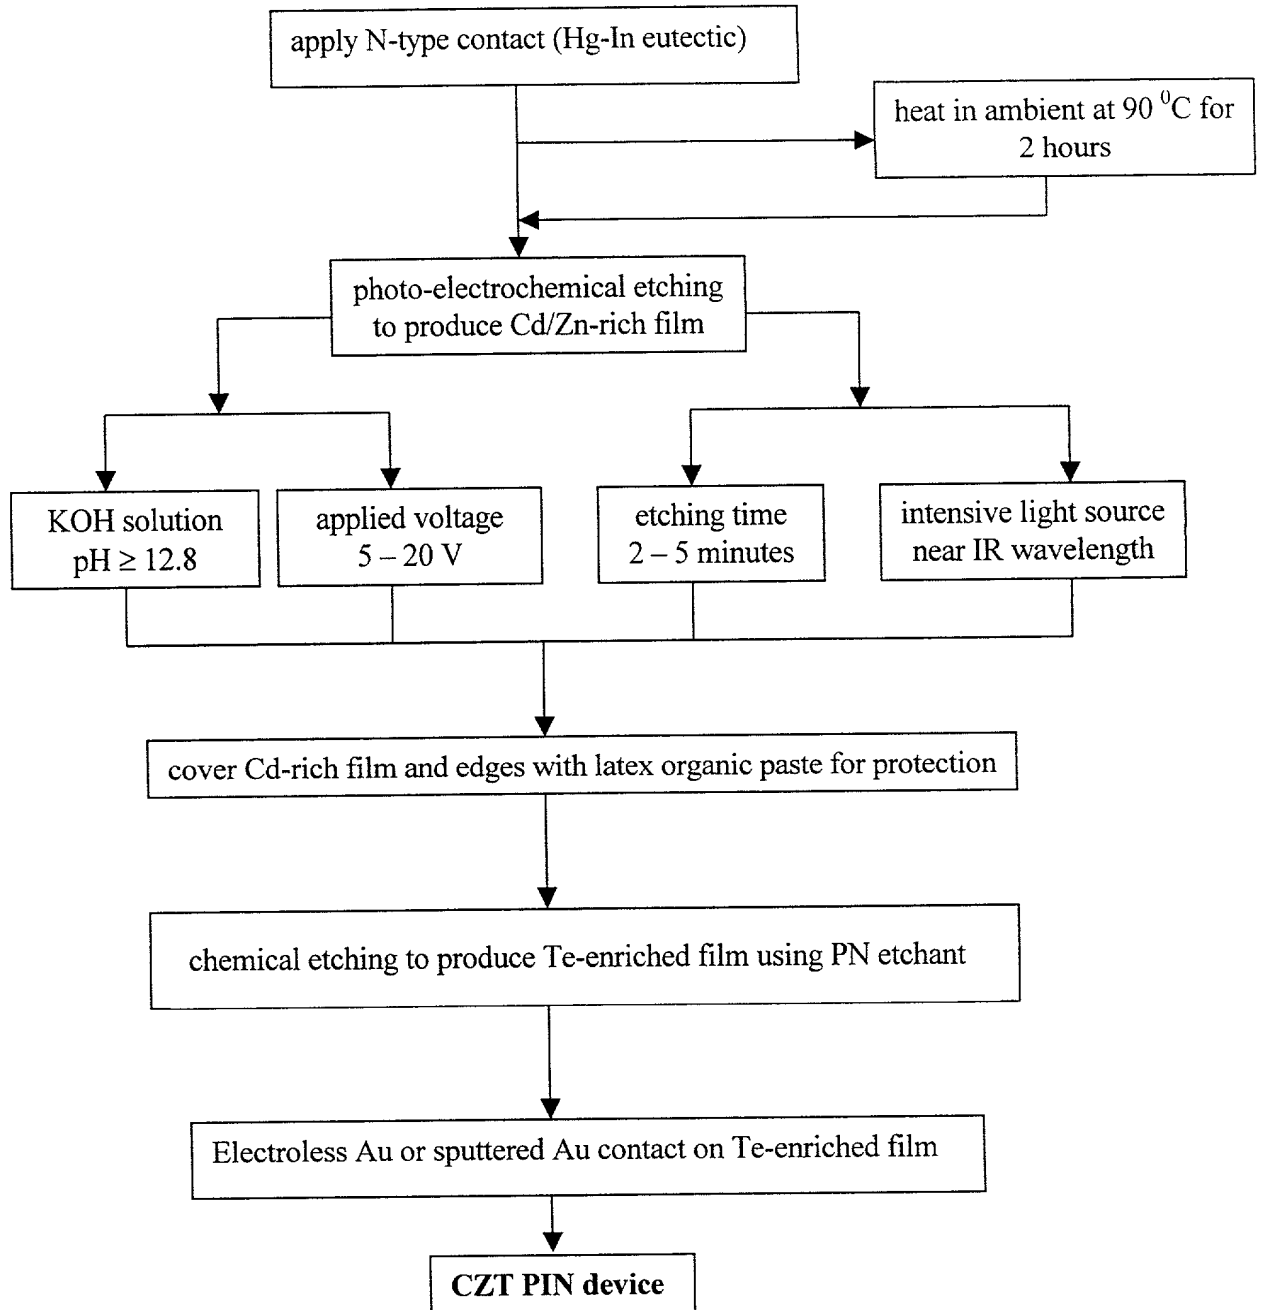 apply N-type contact (Hg-In eutectic)
heat in ambient at 90 ⁰C for
2 hours
photo-electrochemical etching
to produce Cd/Zn-rich film
KOH solution
pH ≥ 12.8
applied voltage
5 – 20 V
etching time
2 – 5 minutes
intensive light source
near IR wavelength
cover Cd-rich film and edges with latex organic paste for protection
chemical etching to produce Te-enriched film using PN etchant
Electroless Au or sputtered Au contact on Te-enriched film
CZT PIN device